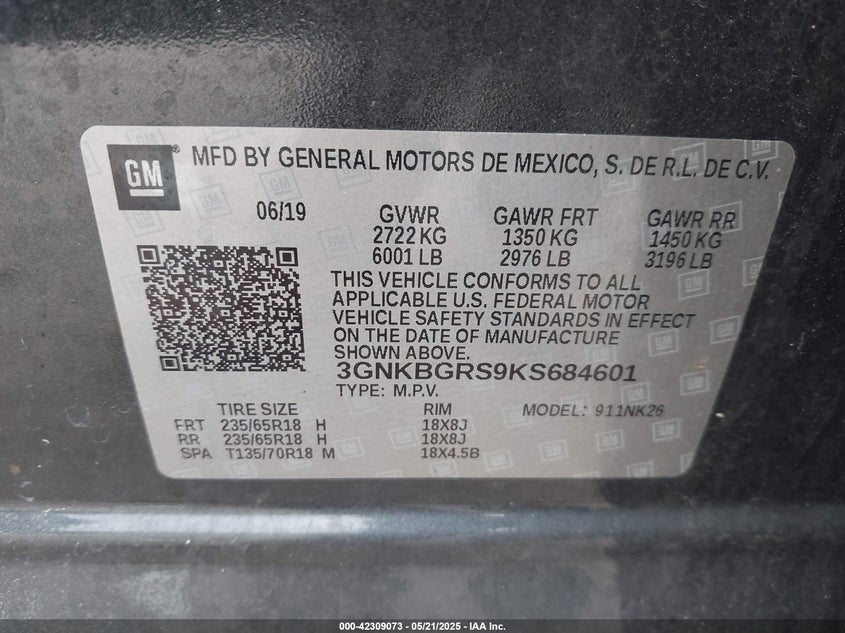 GM ® MFD BY GENERAL MOTORS DE MEXICO, S. DE R.L. DE C.V.
06/19 GVWR GAWR FRT GAWR RR
2722 KG 1350 KG 1450 KG
6001 LB 2976 LB 3196 LB
THIS VEHICLE CONFORMS TO ALL
APPLICABLE U.S. FEDERAL MOTOR
VEHICLE SAFETY STANDARDS IN EFFECT
ON THE DATE OF MANUFACTURE
SHOWN ABOVE.
3GNKBGRS9KS684601
TYPE: M.P.V.
TIRE SIZE RIM MODEL: 911NK26
FRT 235/65R18 H 18X8J
RR 235/65R18 H 18X8J
SPA T135/70R18 M 18X4.5B
000-42309073 - 05/21/2025 - IAA Inc.